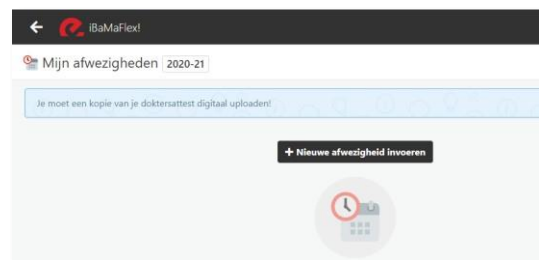 iBaMaFlex!
Mijn afwezigheden 2020-21
Je moet een kopie van je doktersattest digitaal uploaden!
+ Nieuwe afwezigheid invoeren